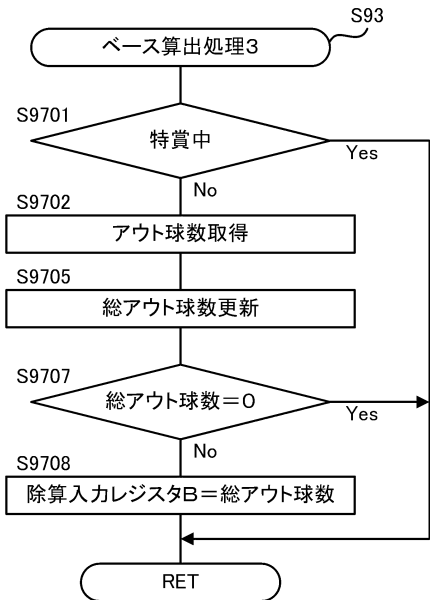 S93
ベース算出処理3
S9701
特賞中
Yes
No
S9702
アウト球数取得
S9705
総アウト球数更新
S9707
総アウト球数＝0
Yes
No
S9708
除算入力レジスタB＝総アウト球数
RET